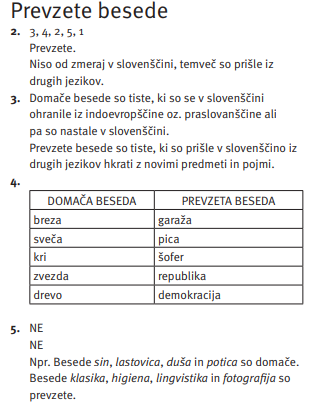 Prevzete besede
2. 3, 4, 2, 5, 1
Prevzete.
Niso od zmeraj v slovenščini, temveč so prišle iz
drugih jezikov.
3. Domače besede so tiste, ki so se v slovenščini
ohranile iz indoevropščine oz. praslovanščine ali
pa so nastale v slovenščini.
Prevzete besede so tiste, ki so prišle v slovenščino iz
drugih jezikov hkrati z novimi predmeti in pojmi.
4.
DOMAČA BESEDA PREVZETA BESEDA
breza garaža
sveča pica
kri šofer
zvezda republika
drevo demokracija
5. NE
NE
Npr. Besede sin, lastovica, duša in potica so domače.
Besede klasika, higiena, lingvistika in fotografija so
prevzete.